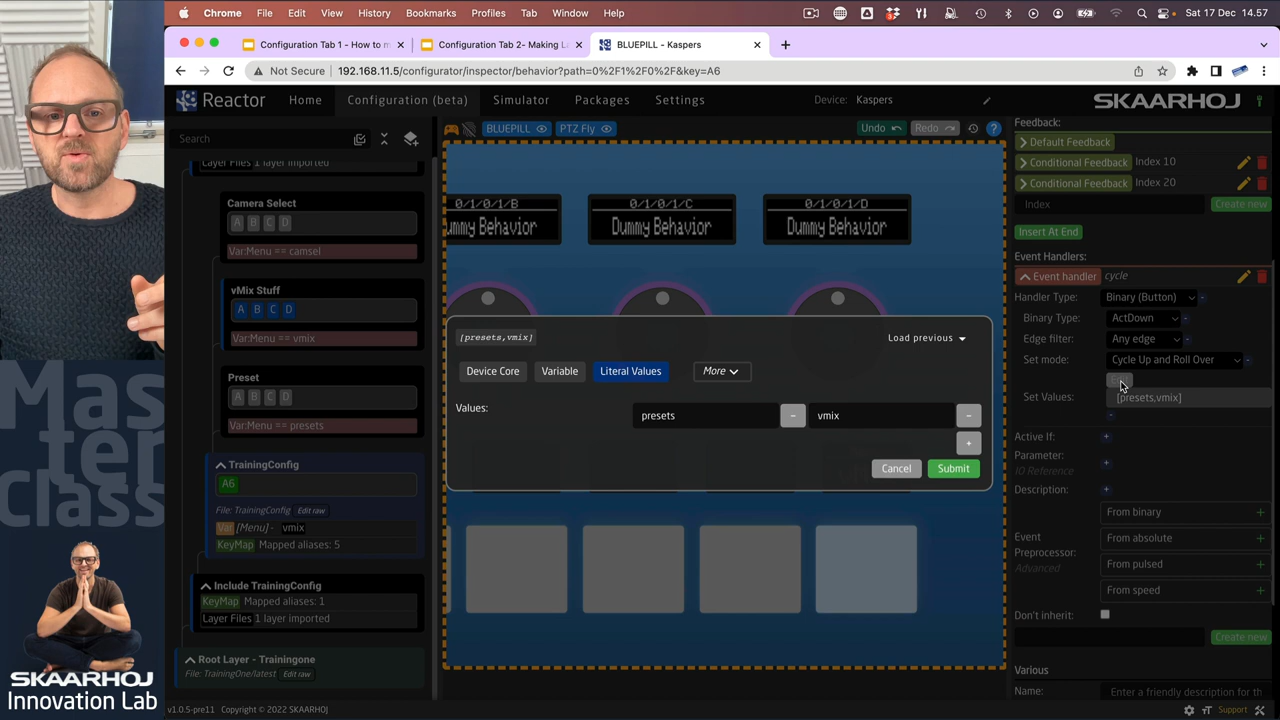 Chrome File Edit View History Bookmarks Profiles Tab Window Help
Sat 17 Dec 14.57
Configuration Tab 1 - How to m
Configuration Tab 2- Making La
BLUEPILL - Kaspers
Not Secure 192.168.11.5/configurator/inspector/behavior?path=0%2F1%2F0%2F&key=A6
Reactor Home Configuration (beta) Simulator Packages Settings Device: Kaspers SKAARHOJ
Search
BLUEPILL PTZ Fly Undo Redo ?
Layer Files 1 layer imported
Camera Select
A B C D
Var:Menu == camsel
vMix Stuff
A B C D
Var:Menu == vmix
Preset
A B C D
Var:Menu == presets
TrainingConfig
A6
File: TrainingConfig Edit raw
Var [Menu] - vmix
KeyMap Mapped aliases: 5
Include TrainingConfig
KeyMap Mapped aliases: 1
Layer Files 1 layer imported
Root Layer - Trainingone
File: TrainingOne/latest Edit raw
0/1/0/1/B
ummy Behavior
0/1/0/1/C
Dummy Behavior
0/1/0/1/D
Dummy Behavior
[presets,vmix] Load previous
Device Core Variable Literal Values More
Values: presets - vmix -
+
Cancel Submit
Feedback:
Default Feedback
Conditional Feedback Index 10
Conditional Feedback Index 20
Index Create new
Insert At End
Event Handlers:
Event handler cycle
Handler Type: Binary (Button) -
Binary Type: ActDown -
Edge filter: Any edge -
Set mode: Cycle Up and Roll Over -
Set Values: [presets,vmix]
-
Active If: +
Parameter: +
IO Reference
Description: +
From binary +
Event Preprocessor: From absolute +
Advanced From pulsed +
From speed +
Don't inherit:
Create new
Various
Name: Enter a friendly description for th
v1.0.5-pre11 Copyright © 2022 SKAARHOJ
Support
Master
Class
SKAARHOJ
Innovation Lab